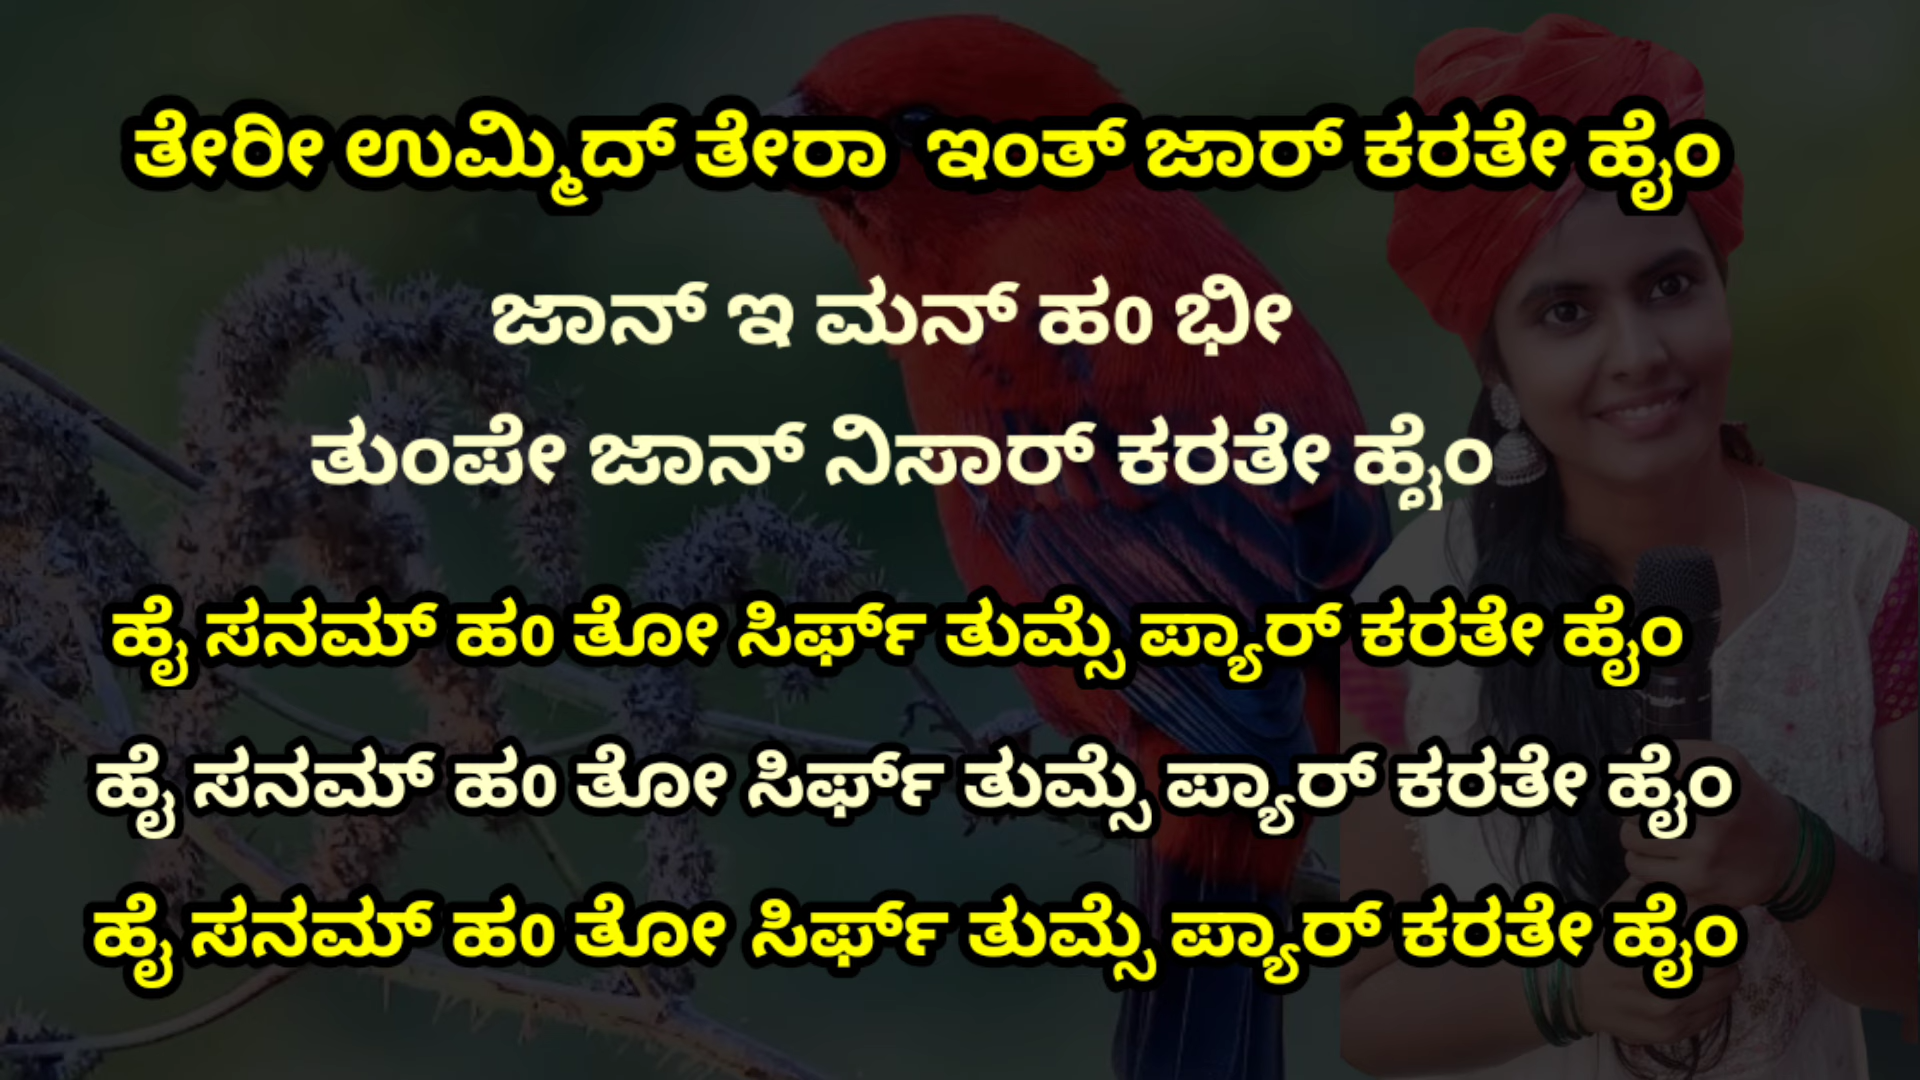 ತೇರೀ ಉಮ್ಮಿದ್ ತೇರಾ ಇಂತ್ ಜಾರ್ ಕರತೇ ಹೈಂ
ಜಾನ್ ಇ ಮನ್ ಹಂ ಭೀ
ತುಂಪೇ ಜಾನ್ ನಿಸಾರ್ ಕರತೇ ಹೈಂ
ಹೈ ಸನಮ್ ಹಂ ತೋ ಸಿರ್ಫ್ ತುಮ್ಸೆ ಪ್ಯಾರ್ ಕರತೇ ಹೈಂ
ಹೈ ಸನಮ್ ಹಂ ತೋ ಸಿರ್ಫ್ ತುಮ್ಸೆ ಪ್ಯಾರ್ ಕರತೇ ಹೈಂ
ಹೈ ಸನಮ್ ಹಂ ತೋ ಸಿರ್ಫ್ ತುಮ್ಸೆ ಪ್ಯಾರ್ ಕರತೇ ಹೈಂ